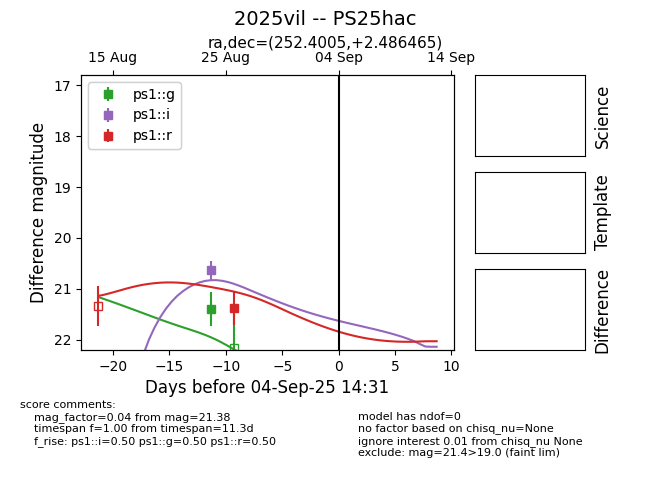 2025vil -- PS25hac
ra,dec=(252.4005,+2.486465)
15 Aug 25 Aug 04 Sep 14 Sep
17
18
19
20
21
22
Difference magnitude
ps1::g
ps1::i
ps1::r
−20 −15 −10 −5 0 5 10
Days before 04-Sep-25 14:31
Science
Template
Difference
score comments:
mag_factor=0.04 from mag=21.38
timespan f=1.00 from timespan=11.3d
f_rise: ps1::i=0.50 ps1::g=0.50 ps1::r=0.50
model has ndof=0
no factor based on chisq_nu=None
ignore interest 0.01 from chisq_nu None
exclude: mag=21.4>19.0 (faint lim)